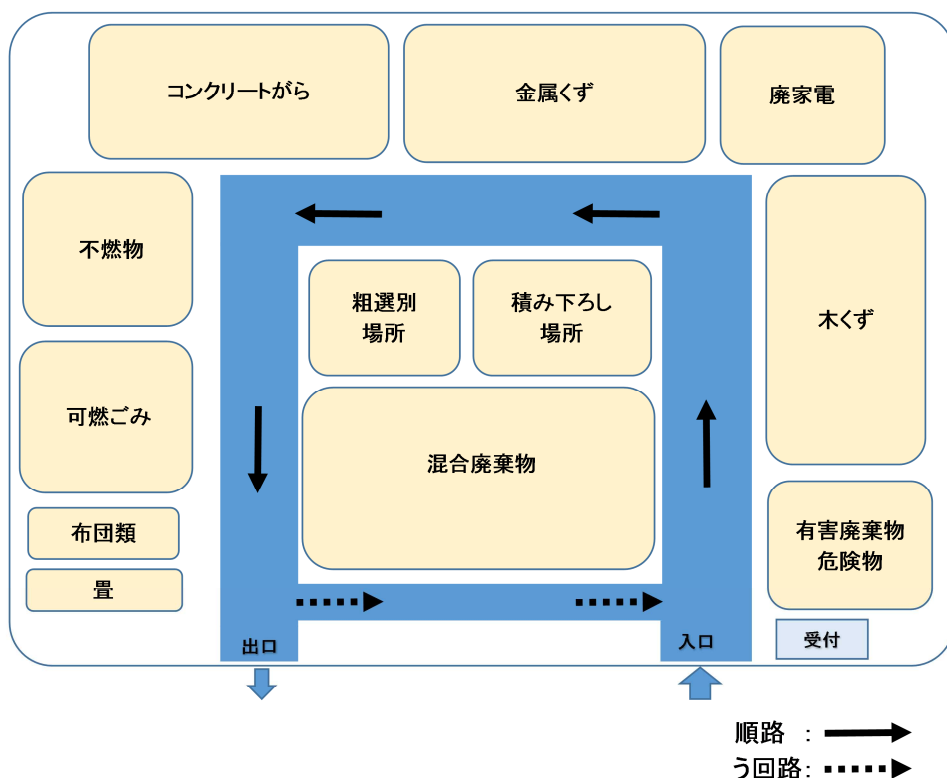 コンクリートがら
金属くず
廃家電
不燃物
粗選別
場所
積み下ろし
場所
木くず
可燃ごみ
混合廃棄物
布団類
有害廃棄物
危険物
畳
出口
入口
受付
順路 :
う回路: